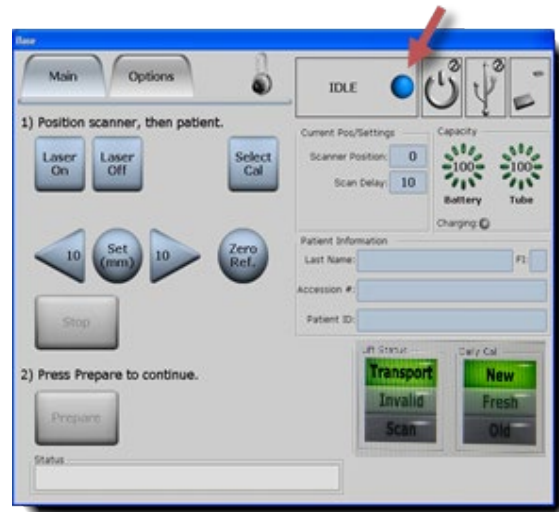 Base
Main
Options
IDLE
1) Position scanner, then patient.
Laser On
Laser Off
Select Cal
Current Pos/Settings
Scanner Position: 0
Scan Delay: 10
Capacity
100
100
Battery
Tube
Charging:
10
Set (mm)
10
Zero Ref.
Patient Information
Last Name:
FI:
Accession #:
Patient ID:
Stop
2) Press Prepare to continue.
Prepare
Lift Status
Transport
Invalid
Scan
Daily Cal
New
Fresh
Old
Status